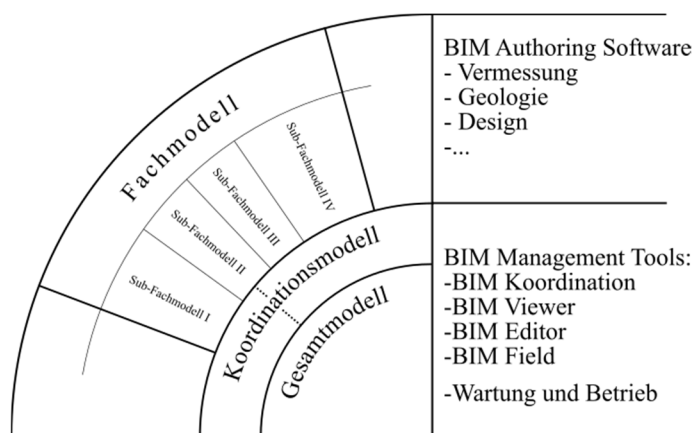 Fachmodell
Sub-Fachmodell I
Sub-Fachmodell II
Sub-Fachmodell III
Sub-Fachmodell IV
Koordinationsmodell
Gesamtmodell
BIM Authoring Software
- Vermessung
- Geologie
- Design
-...
BIM Management Tools:
-BIM Koordination
-BIM Viewer
-BIM Editor
-BIM Field
-Wartung und Betrieb